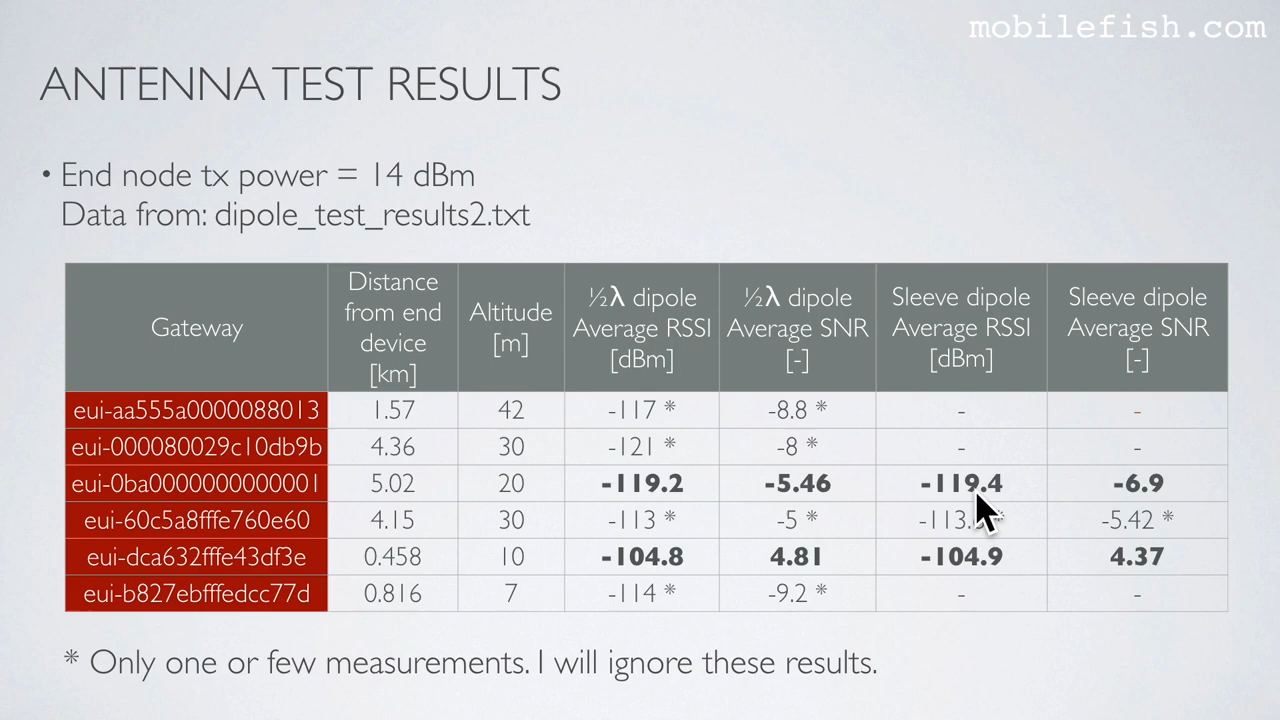 mobilefish.com
ANTENNA TEST RESULTS
• End node tx power = 14 dBm
Data from: dipole_test_results2.txt
Gateway | Distance from end device [km] | Altitude [m] | ½λ dipole Average RSSI [dBm] | ½λ dipole Average SNR [-] | Sleeve dipole Average RSSI [dBm] | Sleeve dipole Average SNR [-]
eui-aa555a0000088013 | 1.57 | 42 | -117 * | -8.8 * | - | -
eui-000080029c10db9b | 4.36 | 30 | -121 * | -8 * | - | -
eui-0ba0000000000001 | 5.02 | 20 | -119.2 | -5.46 | -119.4 | -6.9
eui-60c5a8fffe760e60 | 4.15 | 30 | -113 * | -5 * | | -5.42 *
eui-dca632fffe43df3e | 0.458 | 10 | -104.8 | 4.81 | -104.9 | 4.37
eui-b827ebfffedcc77d | 0.816 | 7 | -114 * | -9.2 * | - | -
* Only one or few measurements. I will ignore these results.